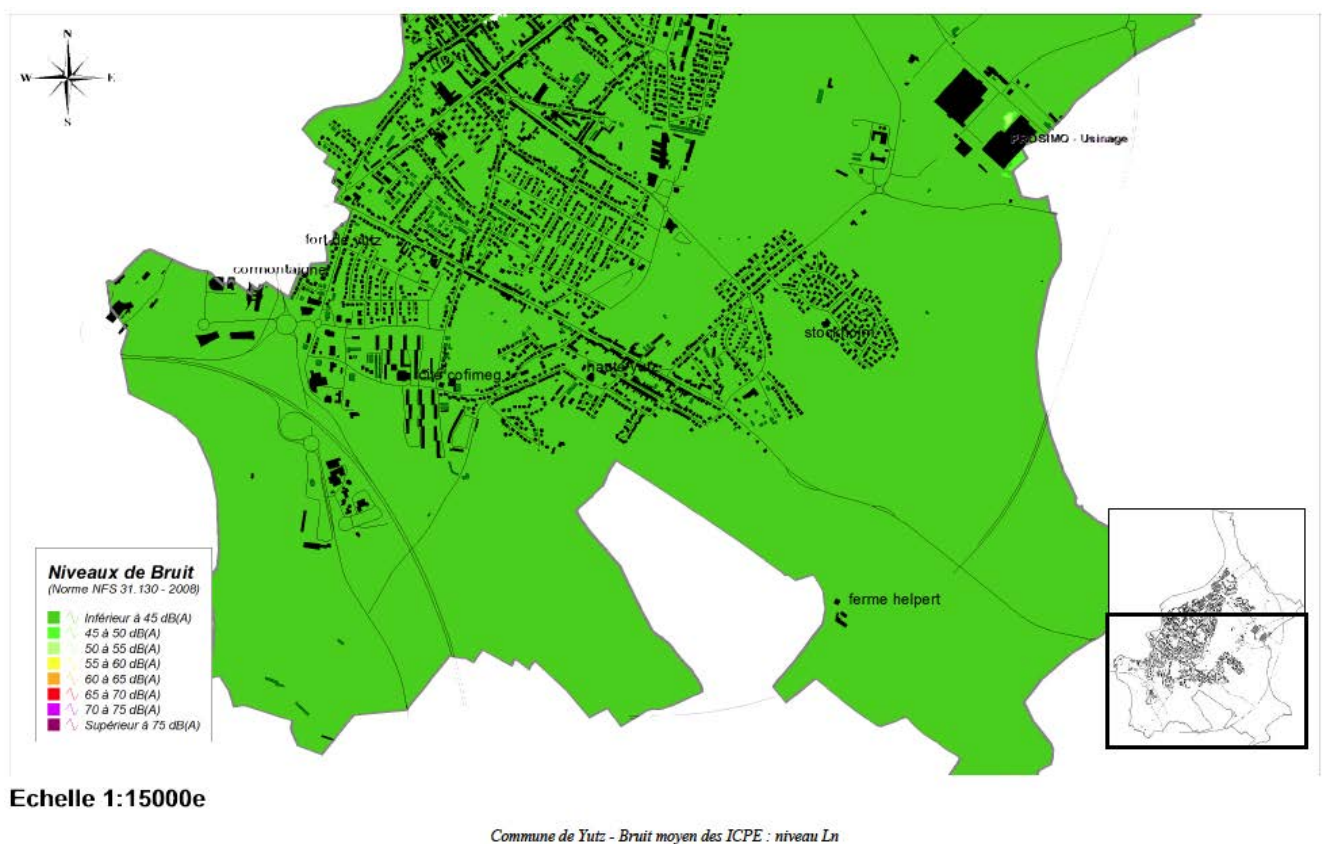 N
W E
S
PROSIMO - Usinage
fort de yutz
cormontaigne
stockholm
cité cofimeg
haute yutz
ferme helpert
Niveaux de Bruit
(Norme NFS 31.130 - 2008)
Inférieur à 45 dB(A)
45 à 50 dB(A)
50 à 55 dB(A)
55 à 60 dB(A)
60 à 65 dB(A)
65 à 70 dB(A)
70 à 75 dB(A)
Supérieur à 75 dB(A)
Echelle 1:15000e
Commune de Yutz - Bruit moyen des ICPE : niveau Ln